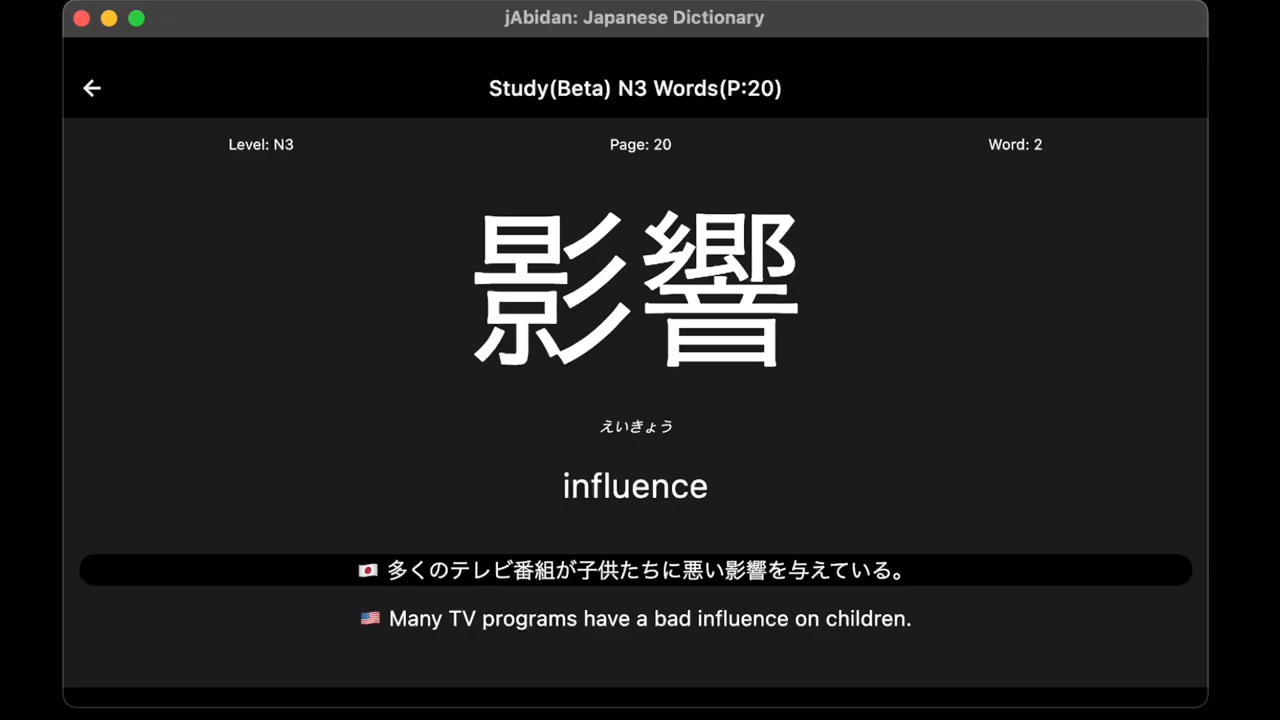 jAbidan: Japanese Dictionary
Study(Beta) N3 Words(P:20)
Level: N3 Page: 20 Word: 2
影響
えいきょう
influence
🇯🇵 多くのテレビ番組が子供たちに悪い影響を与えている。
🇺🇸 Many TV programs have a bad influence on children.